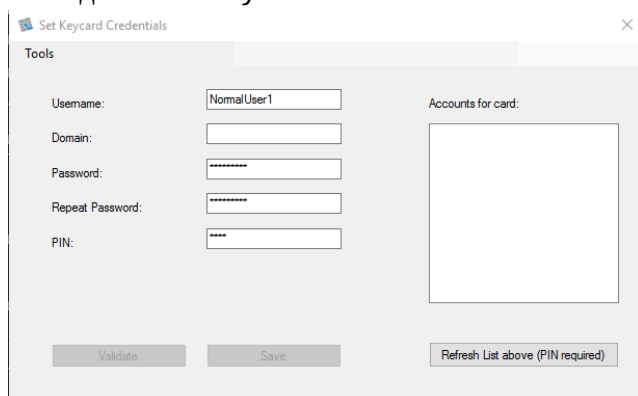 Set Keycard Credentials
Tools
Username: NormalUser1
Domain:
Password: *********
Repeat Password: *********
PIN: ****
Accounts for card:
Validate Save Refresh List above (PIN required)